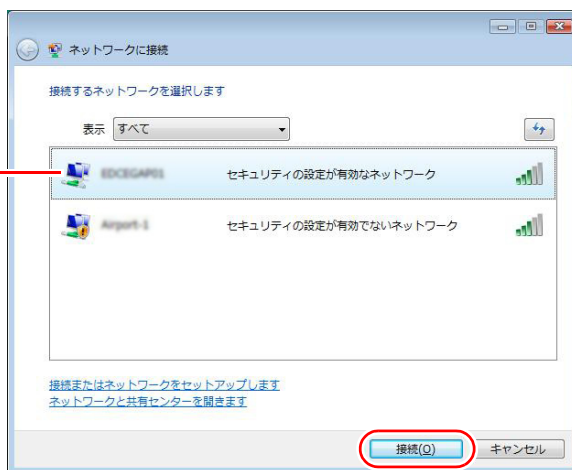 ネットワークに接続
接続するネットワークを選択します
表示 すべて
セキュリティの設定が有効なネットワーク
Airport-1 セキュリティの設定が有効でないネットワーク
接続またはネットワークをセットアップします
ネットワークと共有センターを開きます
接続(O) キャンセル